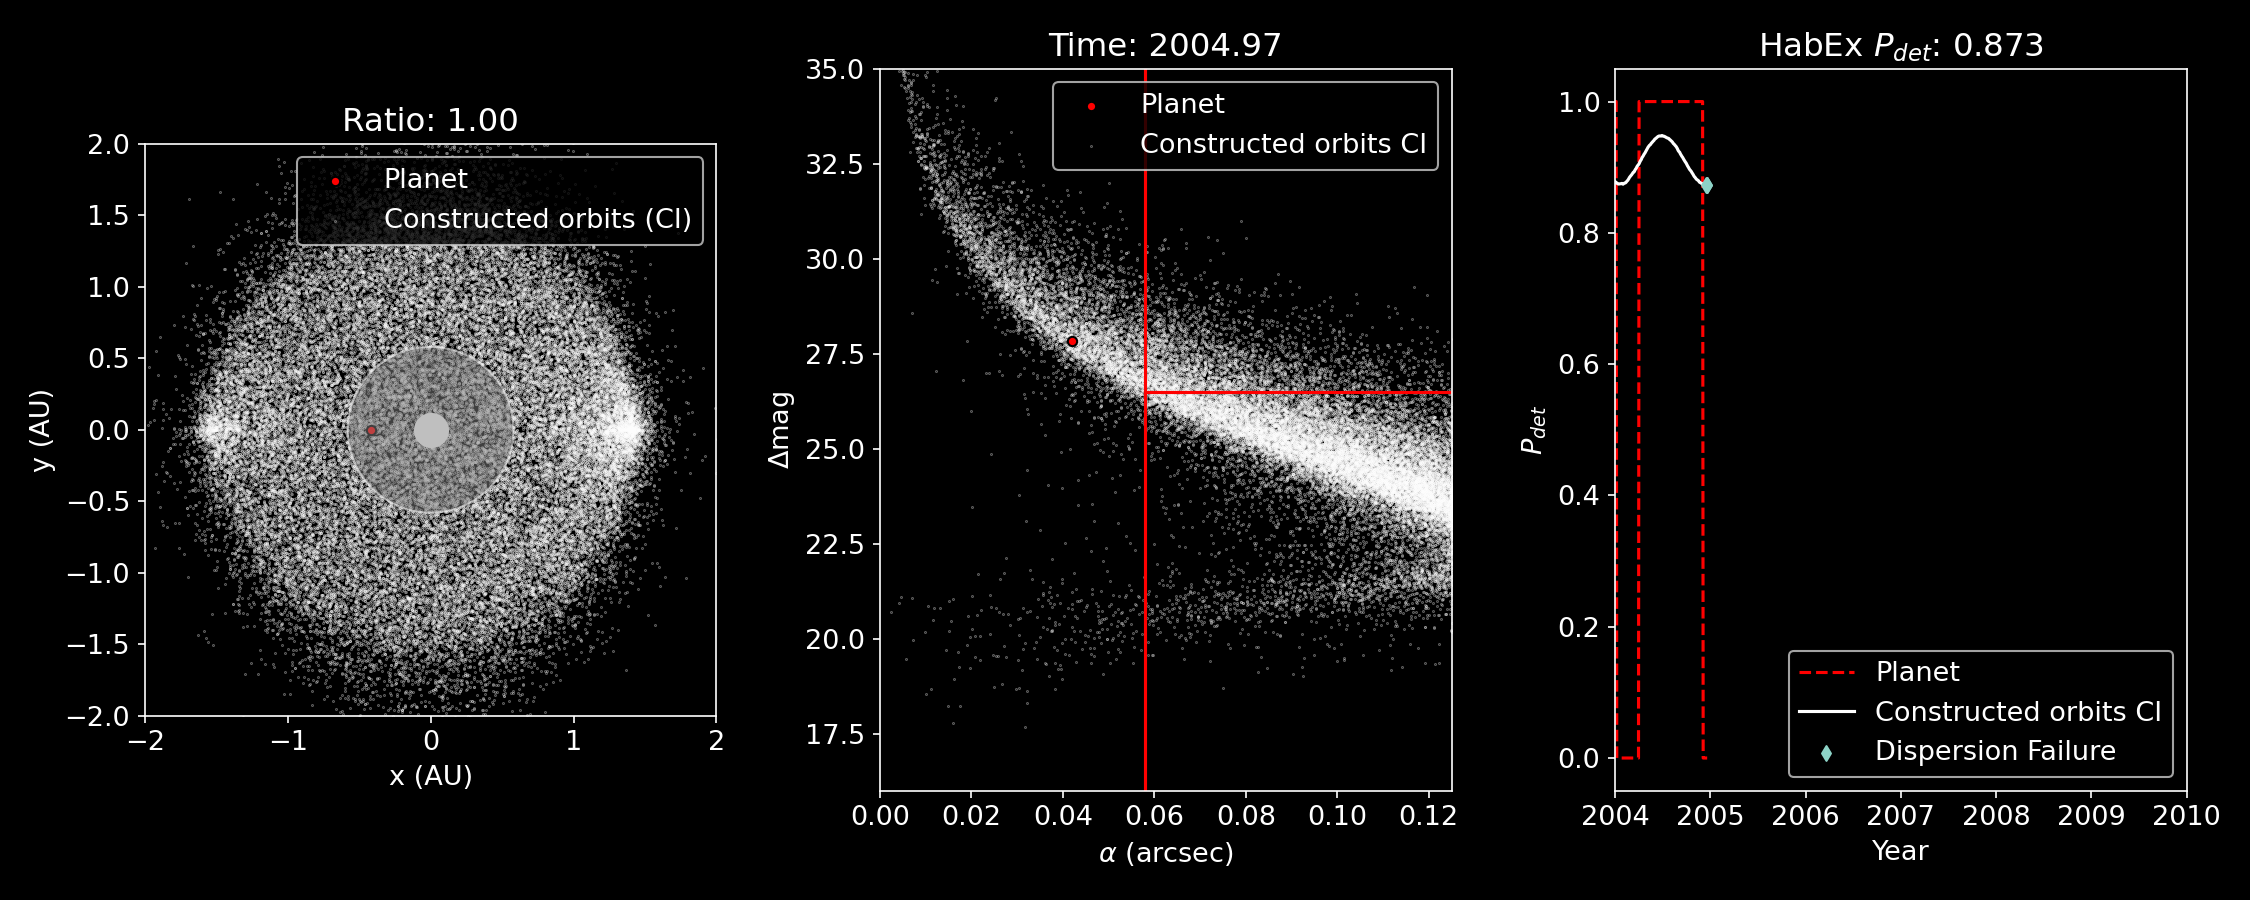 Ratio: 1.00
2.0
1.5
1.0
0.5
0.0
−0.5
−1.0
−1.5
−2.0
−2
−1
0
1
2
x (AU)
y (AU)
Planet
Constructed orbits (CI)
Time: 2004.97
35.0
32.5
30.0
27.5
25.0
22.5
20.0
17.5
0.00
0.02
0.04
0.06
0.08
0.10
0.12
α (arcsec)
Δmag
Planet
Constructed orbits CI
HabEx P_det: 0.873
1.0
0.8
0.6
0.4
0.2
0.0
2004
2005
2006
2007
2008
2009
2010
Year
P_det
Planet
Constructed orbits CI
Dispersion Failure